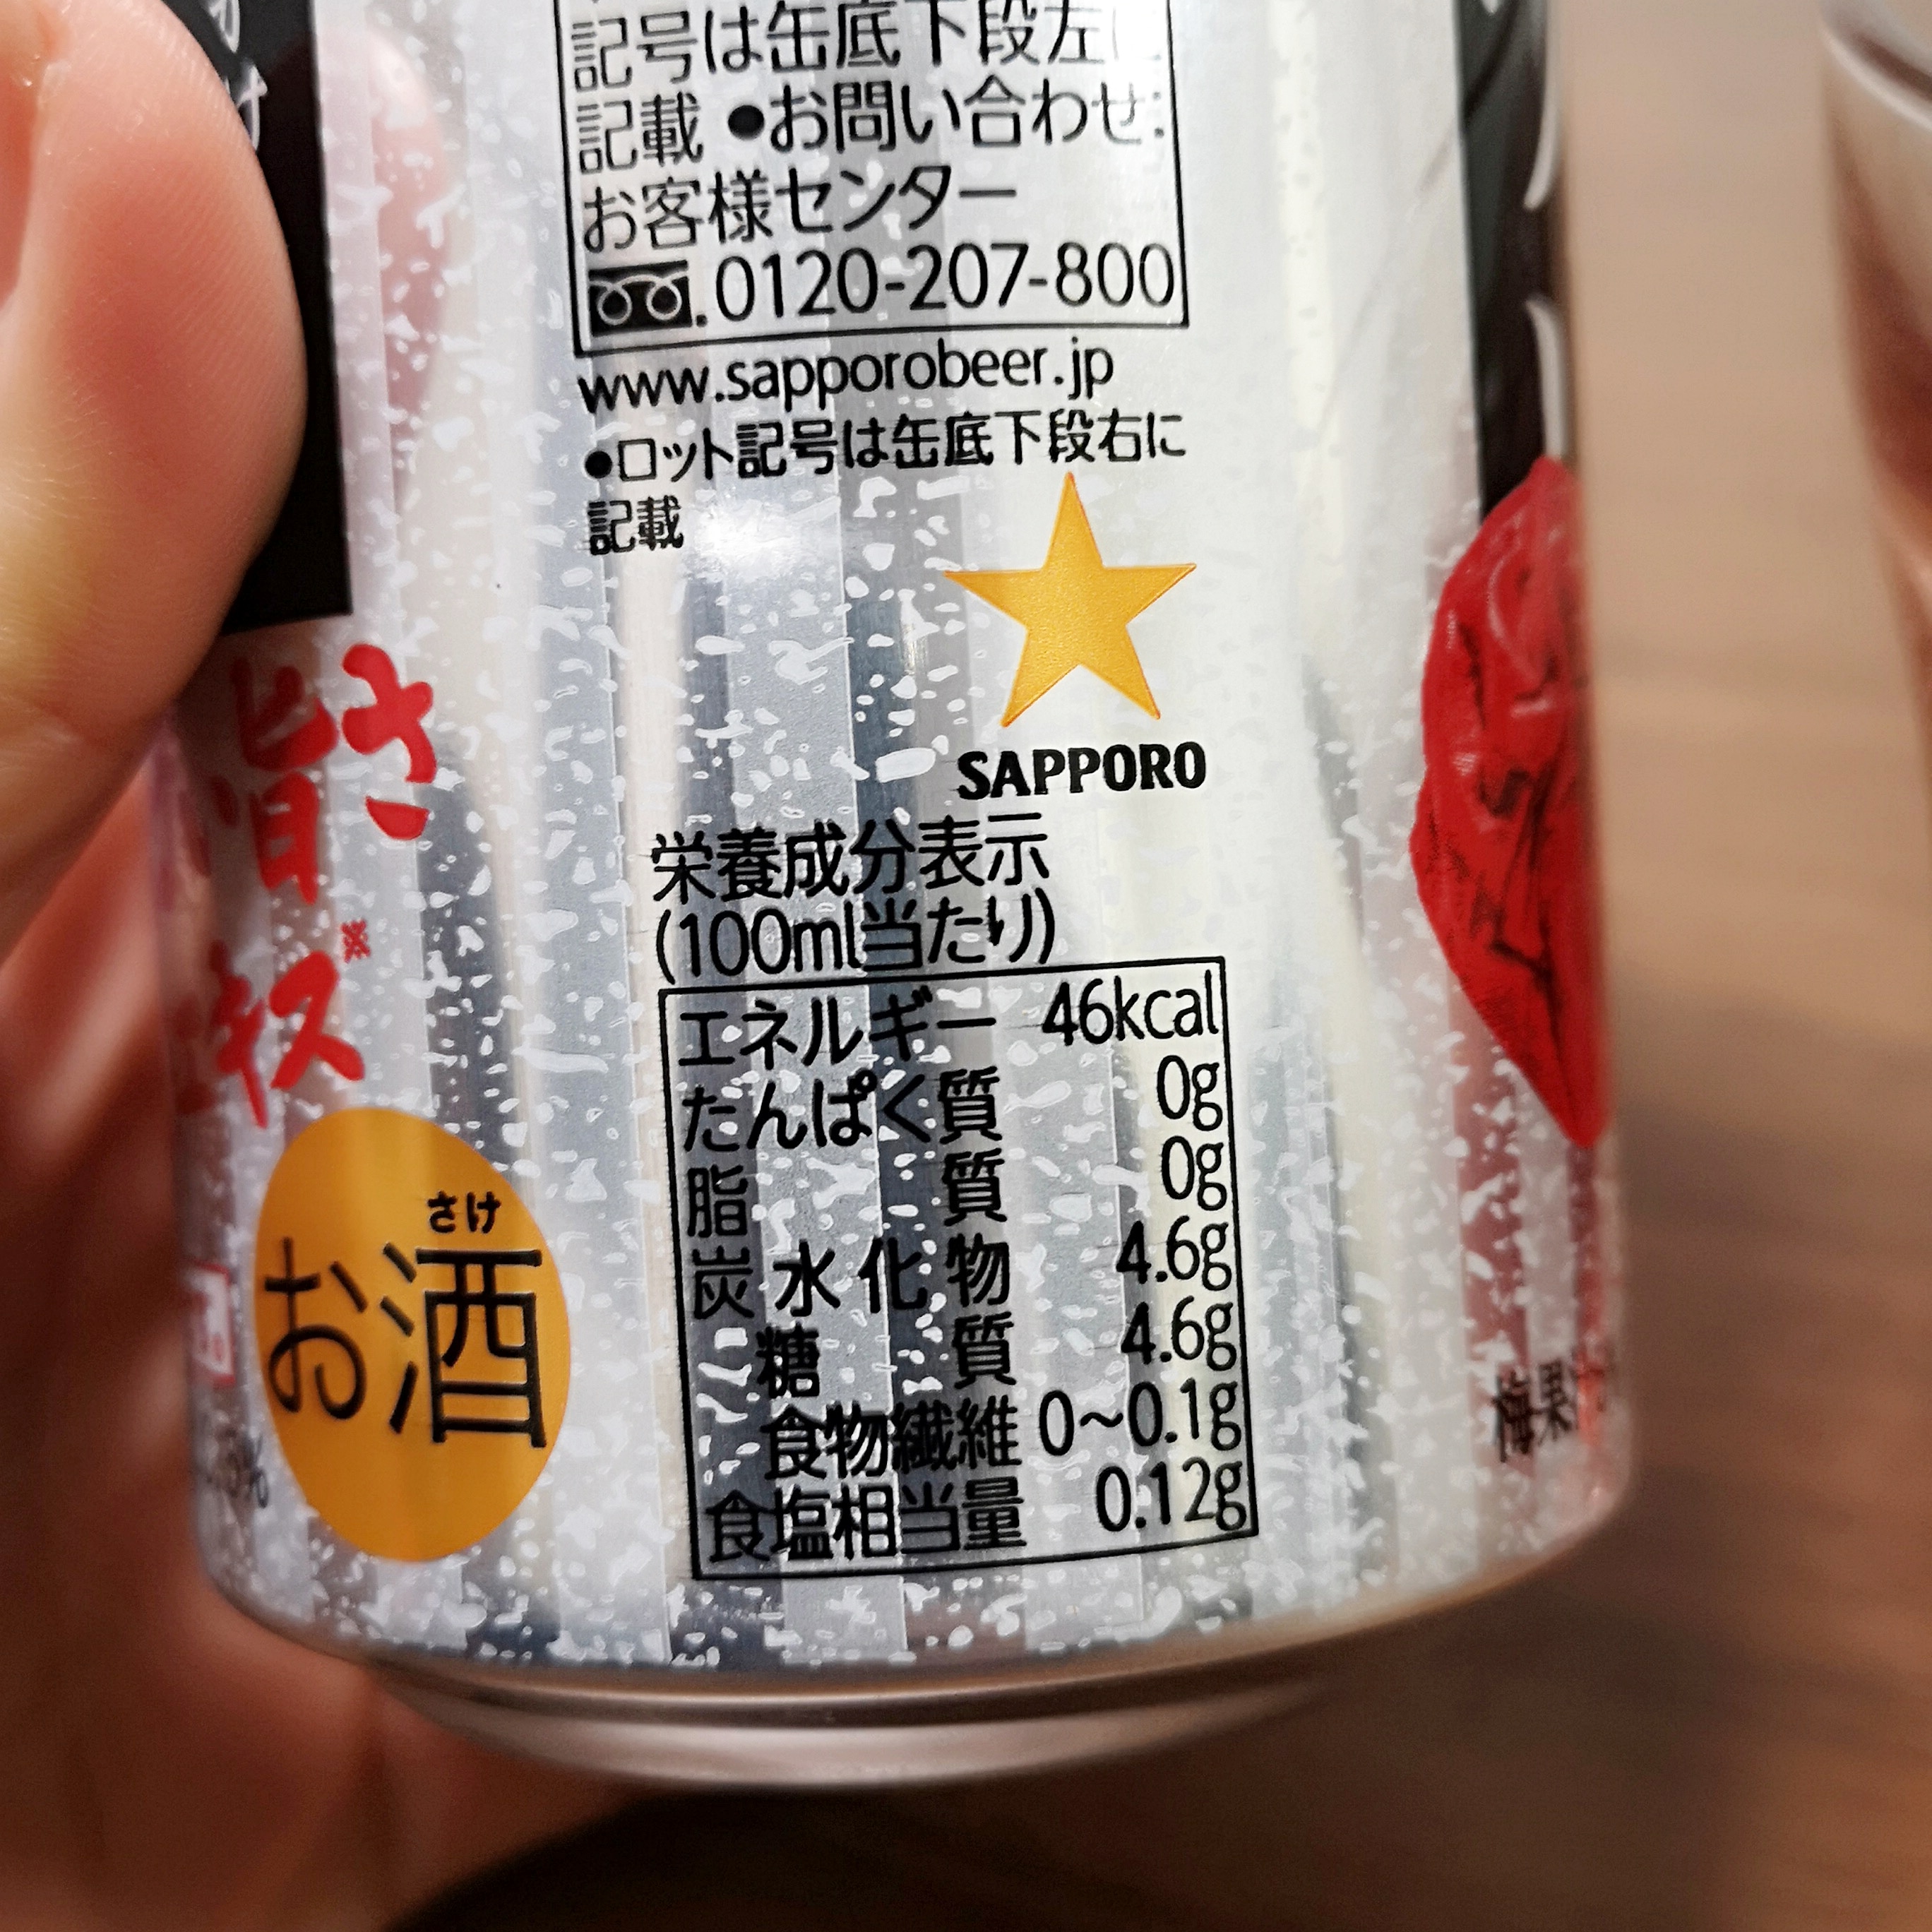 記号は缶底下段左に
記載 ●お問い合わせ:
お客様センター
0120-207-800
www.sapporobeer.jp
●ロット記号は缶底下段右に
記載
SAPPORO
栄養成分表示
(100ml当たり)
エネルギー 46kcal
たんぱく質 0g
脂質 0g
炭水化物 4.6g
糖質 4.6g
食物繊維 0~0.1g
食塩相当量 0.12g
さ
旨
キズ※
さけ
お酒
%
梅果汁